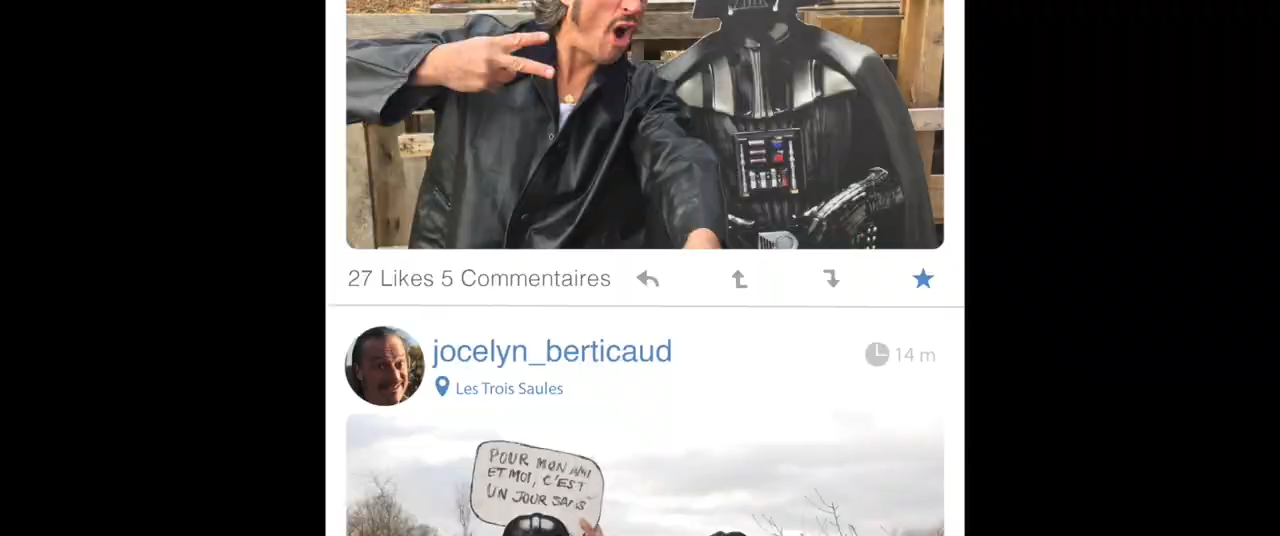 27 Likes 5 Commentaires
jocelyn_berticaud
14 m
Les Trois Saules
POUR MON AMI
ET MOI, C'EST
UN JOUR SANS